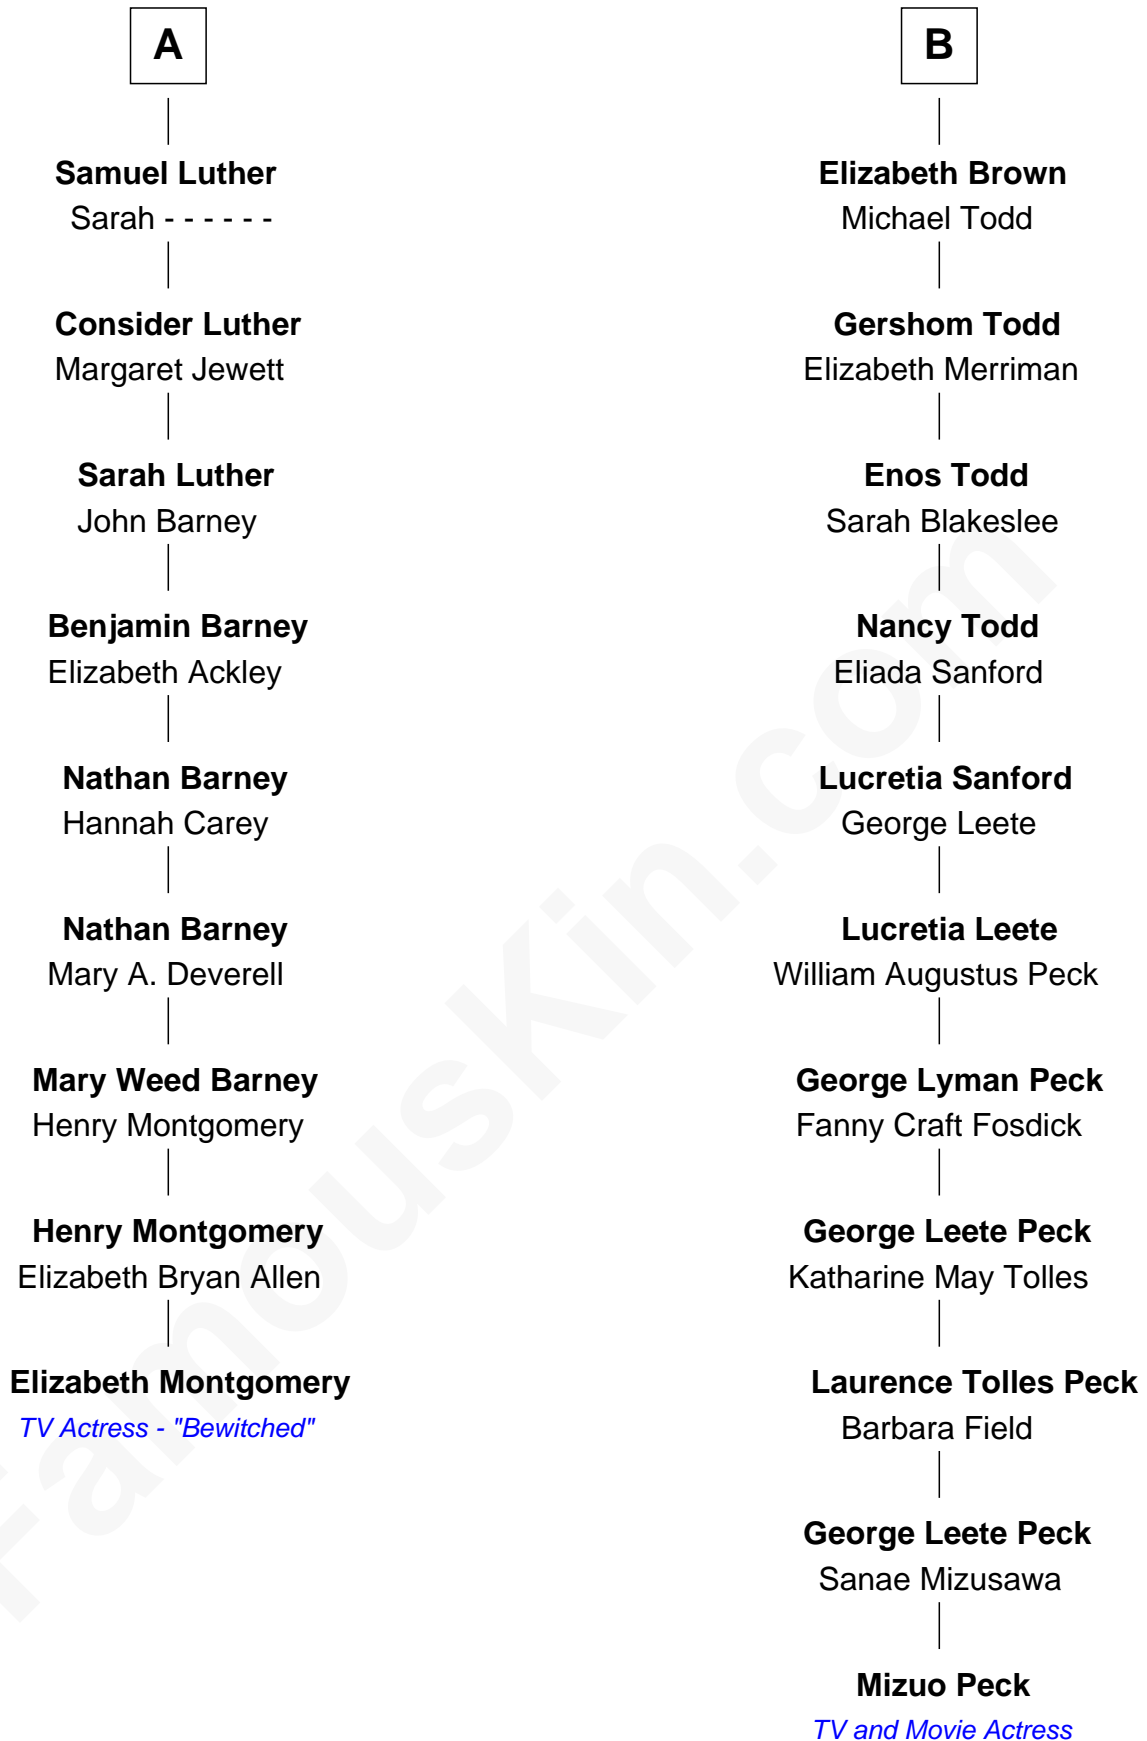 A
Samuel Luther
Sarah - - - - - -
Consider Luther
Margaret Jewett
Sarah Luther
John Barney
Benjamin Barney
Elizabeth Ackley
Nathan Barney
Hannah Carey
Nathan Barney
Mary A. Deverell
Mary Weed Barney
Henry Montgomery
Henry Montgomery
Elizabeth Bryan Allen
Elizabeth Montgomery
TV Actress - "Bewitched"
B
Elizabeth Brown
Michael Todd
Gershom Todd
Elizabeth Merriman
Enos Todd
Sarah Blakeslee
Nancy Todd
Eliada Sanford
Lucretia Sanford
George Leete
Lucretia Leete
William Augustus Peck
George Lyman Peck
Fanny Craft Fosdick
George Leete Peck
Katharine May Tolles
Laurence Tolles Peck
Barbara Field
George Leete Peck
Sanae Mizusawa
Mizuo Peck
TV and Movie Actress
FamousKin.com